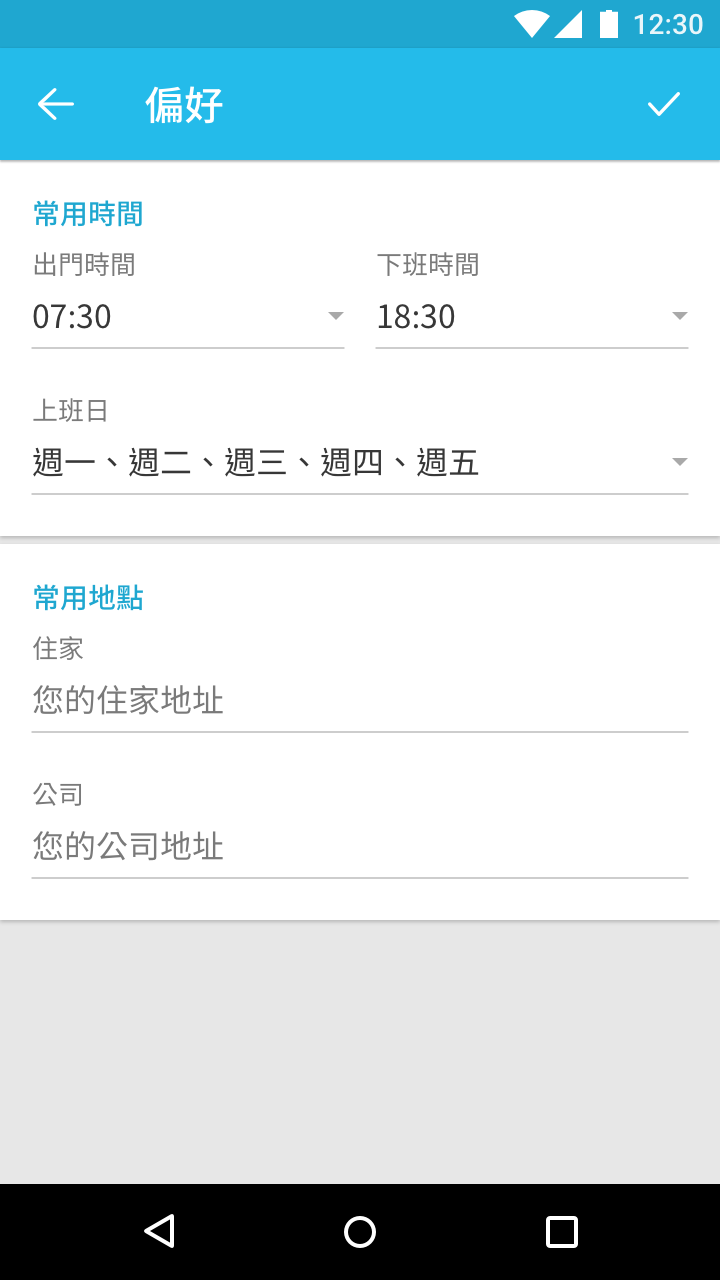 12:30
偏好
常用時間
出門時間 下班時間
07:30 18:30
上班日
週一、週二、週三、週四、週五
常用地點
住家
您的住家地址
公司
您的公司地址